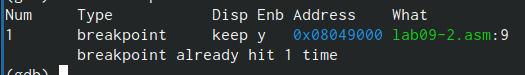 Num     Type           Disp Enb Address    What
1       breakpoint     keep y   0x08049000 lab09-2.asm:9
        breakpoint already hit 1 time
(gdb)